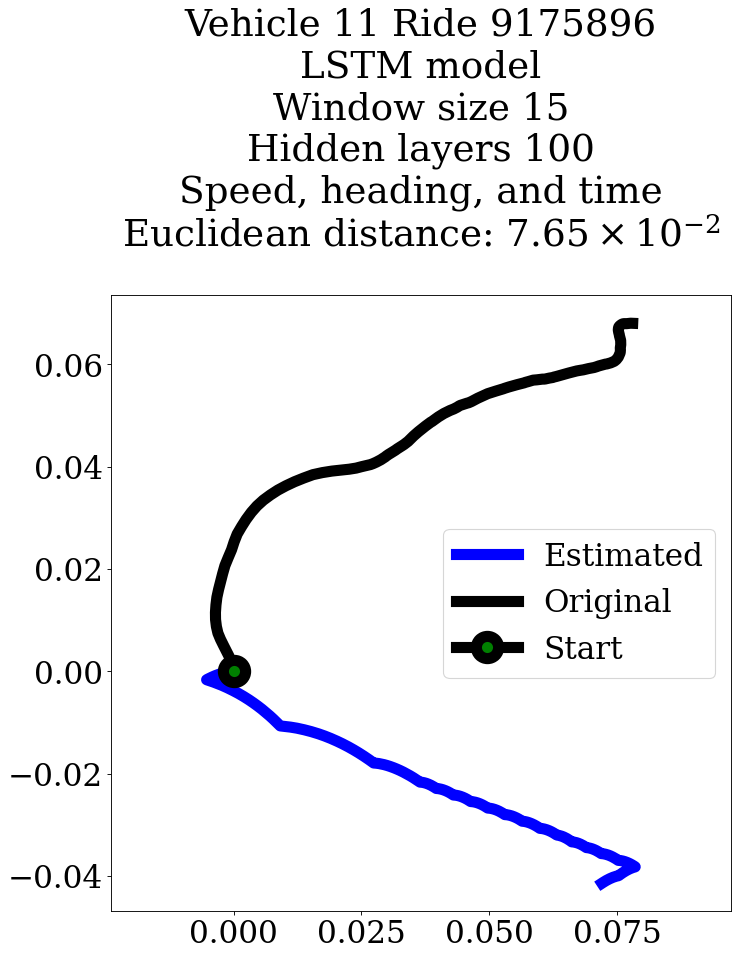 Vehicle 11 Ride 9175896
LSTM model
Window size 15
Hidden layers 100
Speed, heading, and time
Euclidean distance: 7.65 × 10⁻²
0.06
0.04
0.02
0.00
−0.02
−0.04
Estimated
Original
Start
0.000 0.025 0.050 0.075